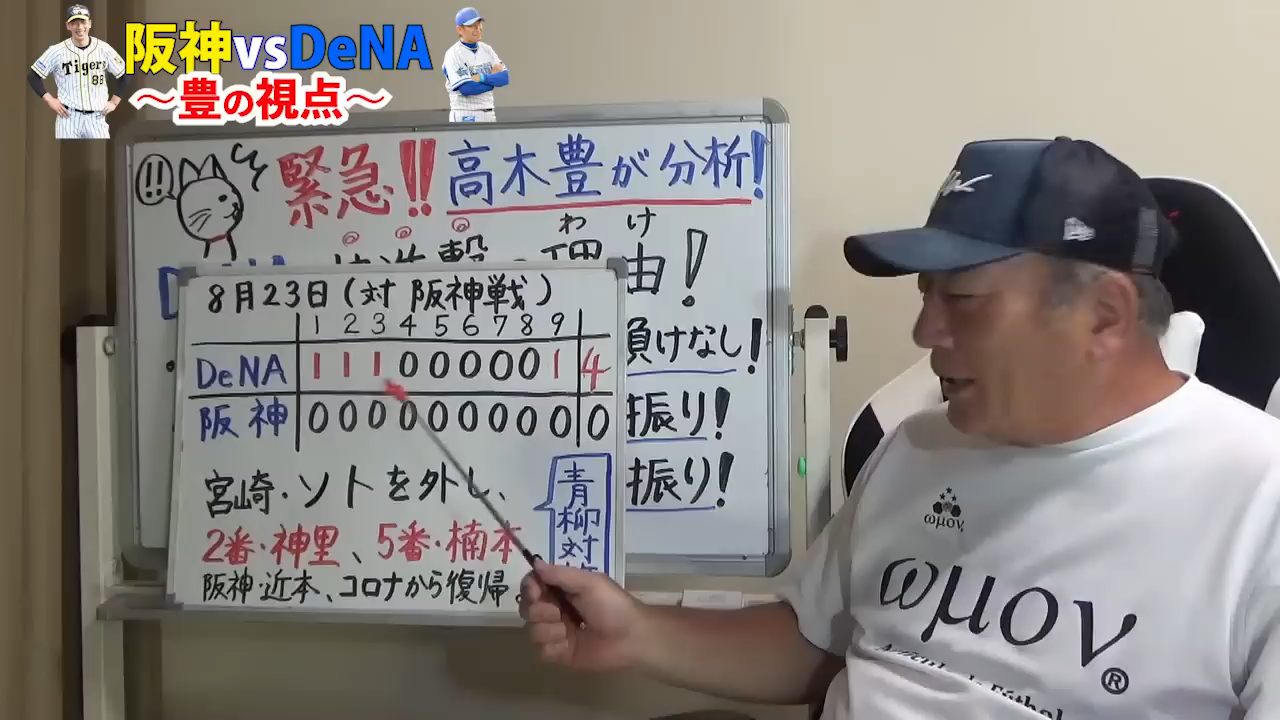 阪神vsDeNA
〜豊の視点〜
Tigers
!!
緊急!!高木豊が分析!
わけ
由!
負けなし!
振り!
振り!
8月23日(対 阪神戦)
1 2 3 4 5 6 7 8 9
DeNA 1 1 1 0 0 0 0 0 1 4
阪神 0 0 0 0 0 0 0 0 0 0
宮崎・ソトを外し、
2番・神里、5番・楠本
阪神・近本、コロナから復帰。
青柳対
ωμον
ωμον®